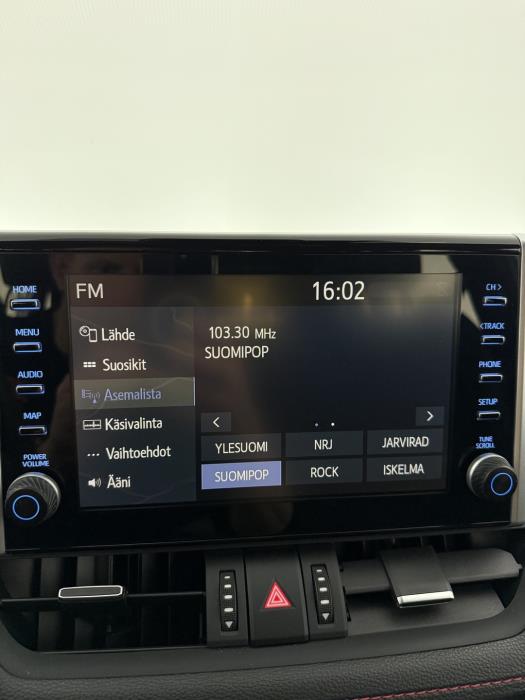 FM
16:02
HOME
MENU
AUDIO
MAP
POWER
VOLUME
Lähde
Suosikit
Asemalista
Käsivalinta
Vaihtoehdot
Ääni
103.30 MHz
SUOMIPOP
YLESUOMI
NRJ
JARVIRAD
SUOMIPOP
ROCK
ISKELMA
CH >
<TRACK
PHONE
SETUP
TUNE
SCROLL